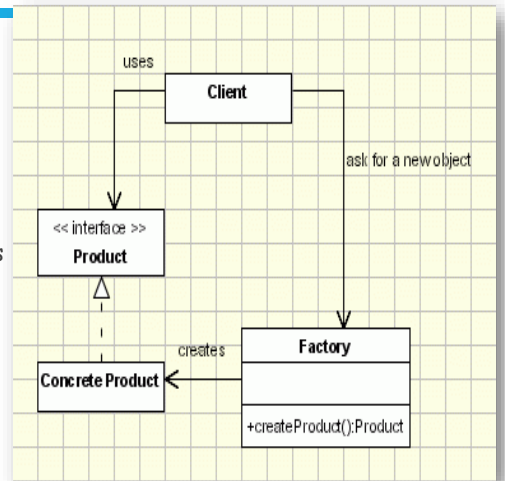 uses
Client
ask for a new object
<< interface >>
Product
s
creates
Factory
Concrete Product
+createProduct():Product